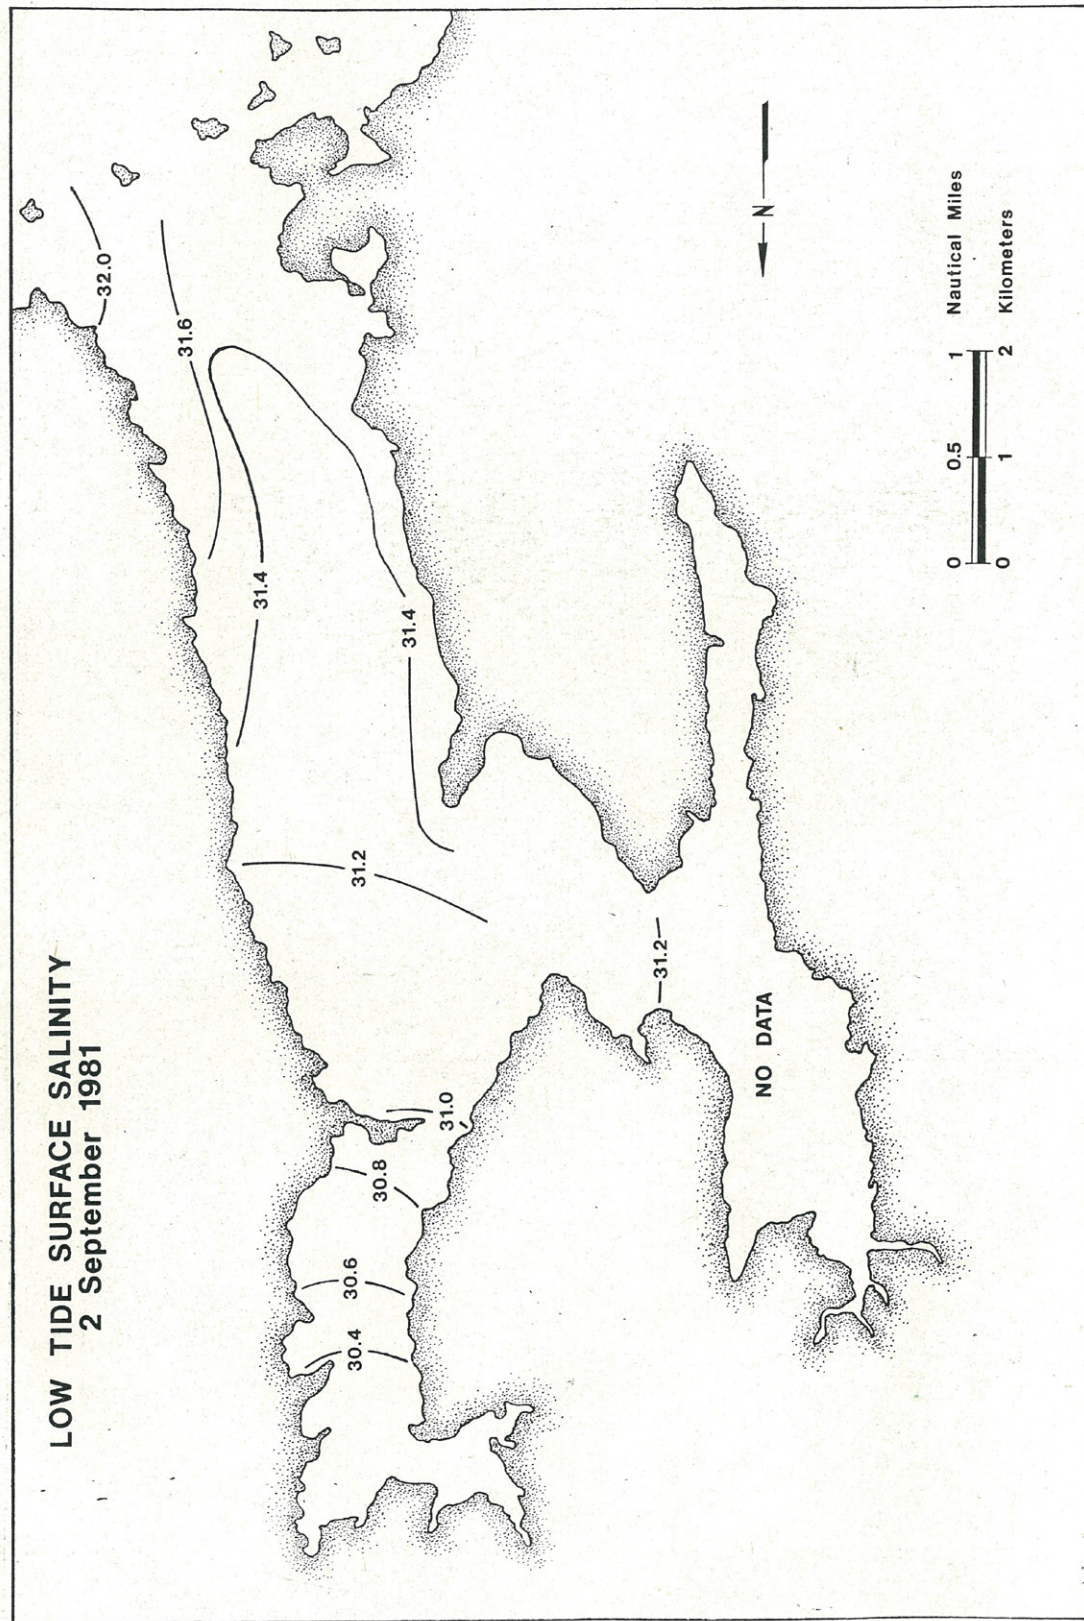 LOW TIDE SURFACE SALINITY
2 September 1981
30.4
30.6
30.8
31.0
31.2
31.4
31.6
32.0
31.4
31.2
NO DATA
N
0 0.5 1 Nautical Miles
0 1 2 Kilometers